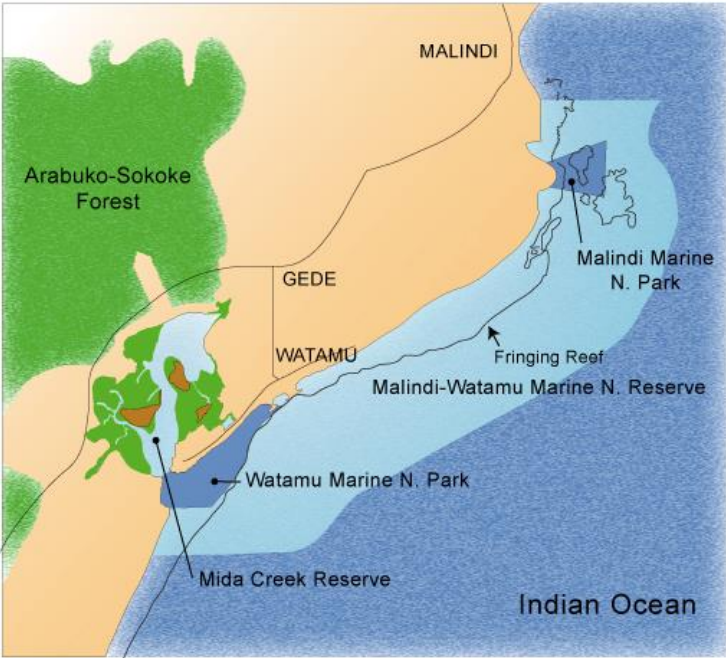 MALINDI
Arabuko-Sokoke
Forest
Malindi Marine
N. Park
GEDE
WATAMU
Fringing Reef
Malindi-Watamu Marine N. Reserve
Watamu Marine N. Park
Mida Creek Reserve
Indian Ocean